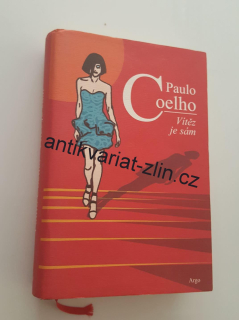 Paulo
Coelho
Vítěz
je sám
antikvariat-zlin.cz
Argo